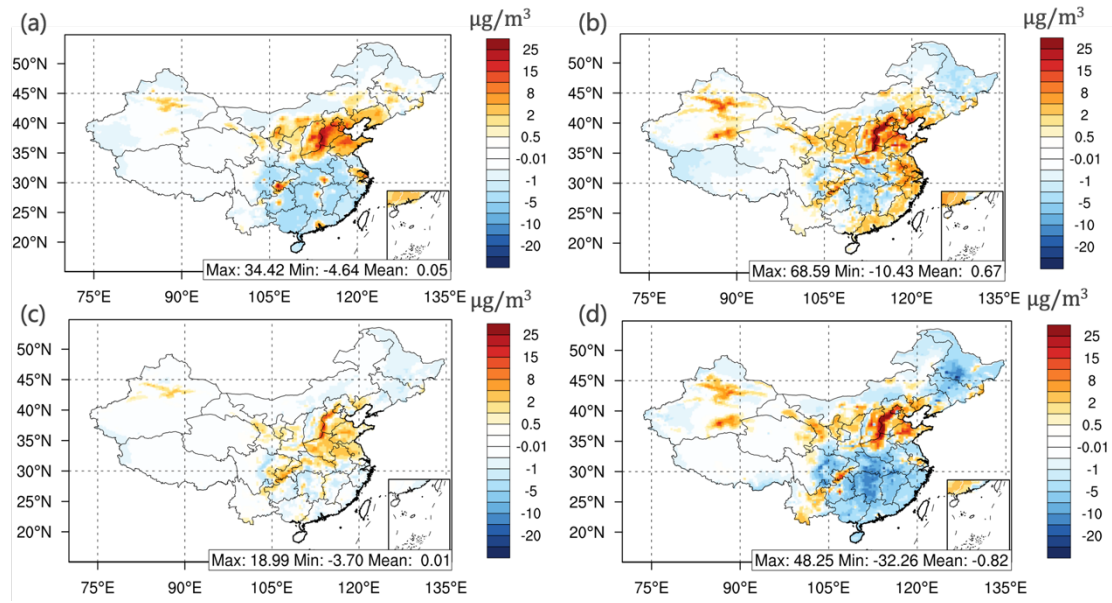 (a) μg/m³ (b) μg/m³
50°N 25 50°N 25
45°N 15 45°N 15
8 8
40°N 2 40°N 2
35°N 0.5 35°N 0.5
-0.01 -0.01
30°N -1 30°N -1
25°N -5 25°N -5
-10 -10
20°N -20 20°N -20
Max: 34.42 Min: -4.64 Mean: 0.05 Max: 68.59 Min: -10.43 Mean: 0.67
75°E 90°E 105°E 120°E 135°E 75°E 90°E 105°E 120°E 135°E
(c) μg/m³ (d) μg/m³
50°N 25 50°N 25
45°N 15 45°N 15
8 8
40°N 2 40°N 2
35°N 0.5 35°N 0.5
-0.01 -0.01
30°N -1 30°N -1
25°N -5 25°N -5
-10 -10
20°N -20 20°N -20
Max: 18.99 Min: -3.70 Mean: 0.01 Max: 48.25 Min: -32.26 Mean: -0.82
75°E 90°E 105°E 120°E 135°E 75°E 90°E 105°E 120°E 135°E